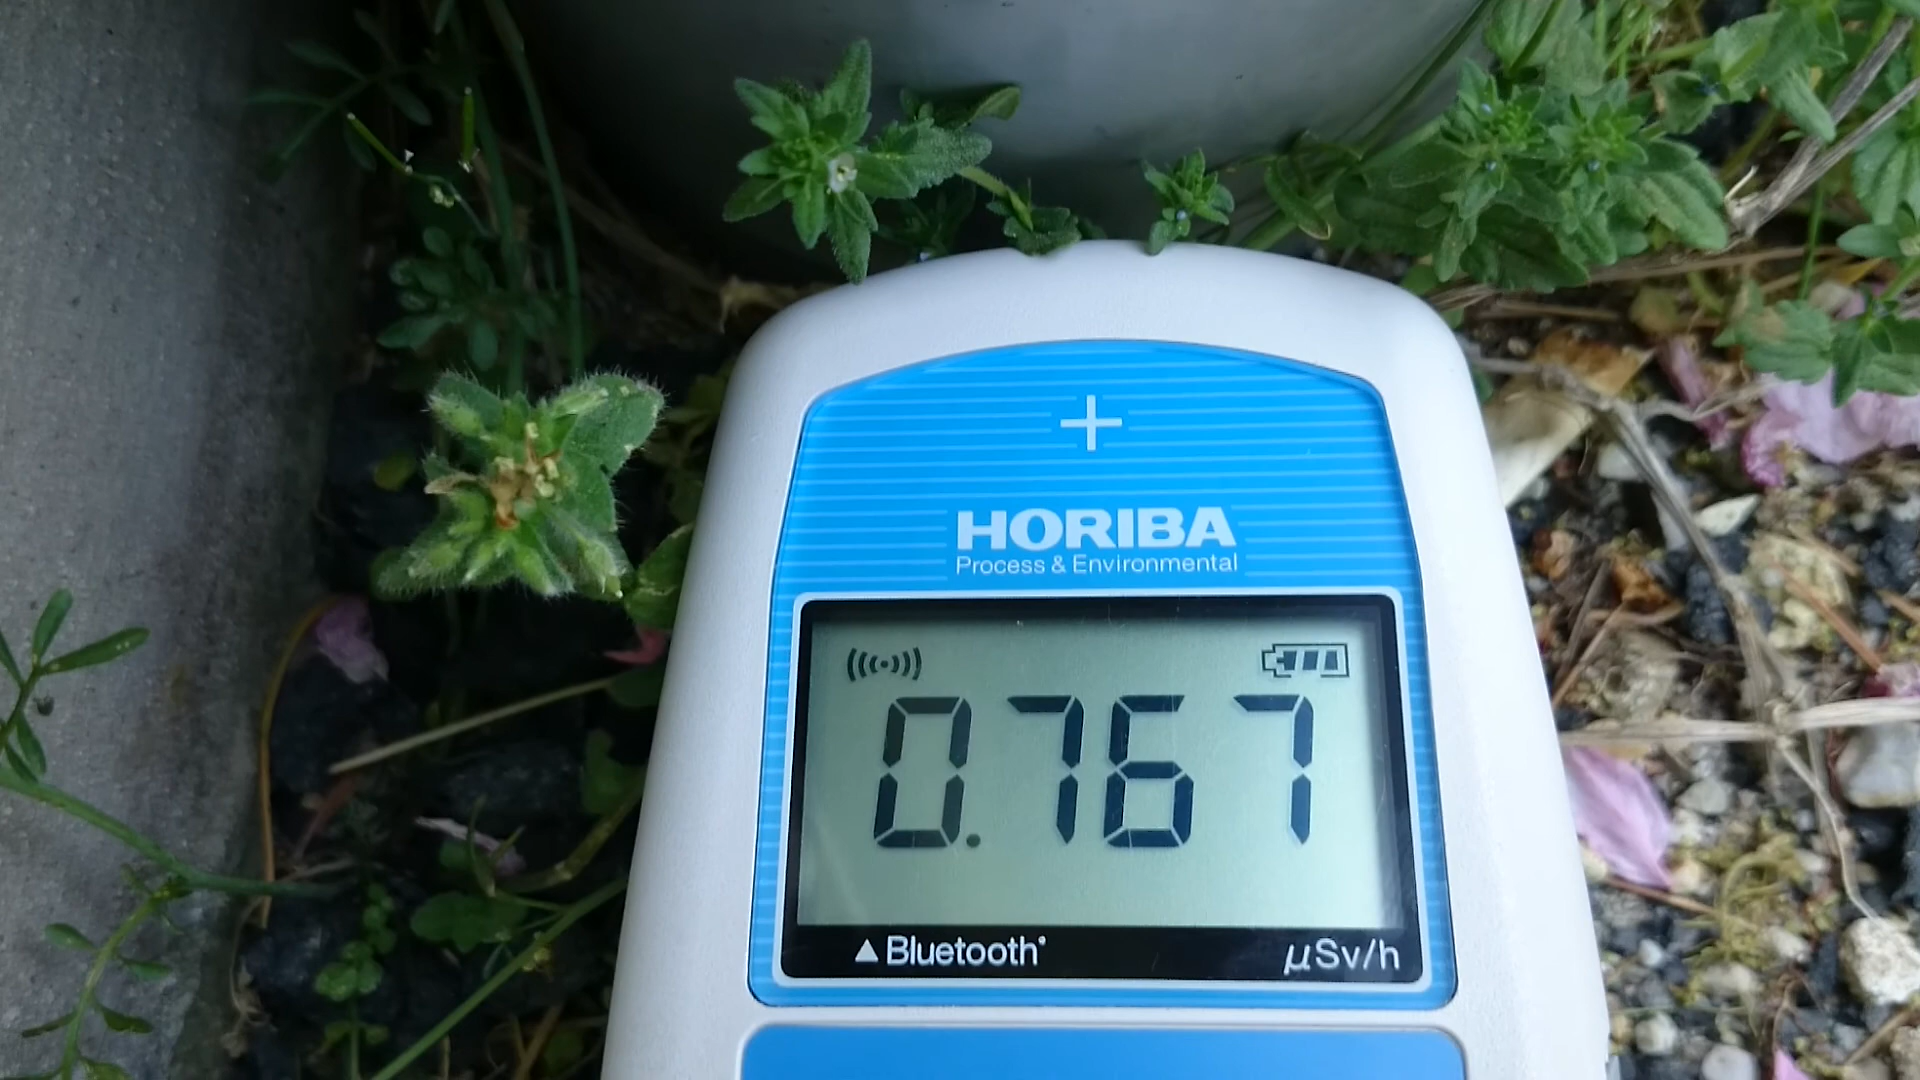 HORIBA
Process & Environmental
0.767
▲Bluetooth®
μSv/h